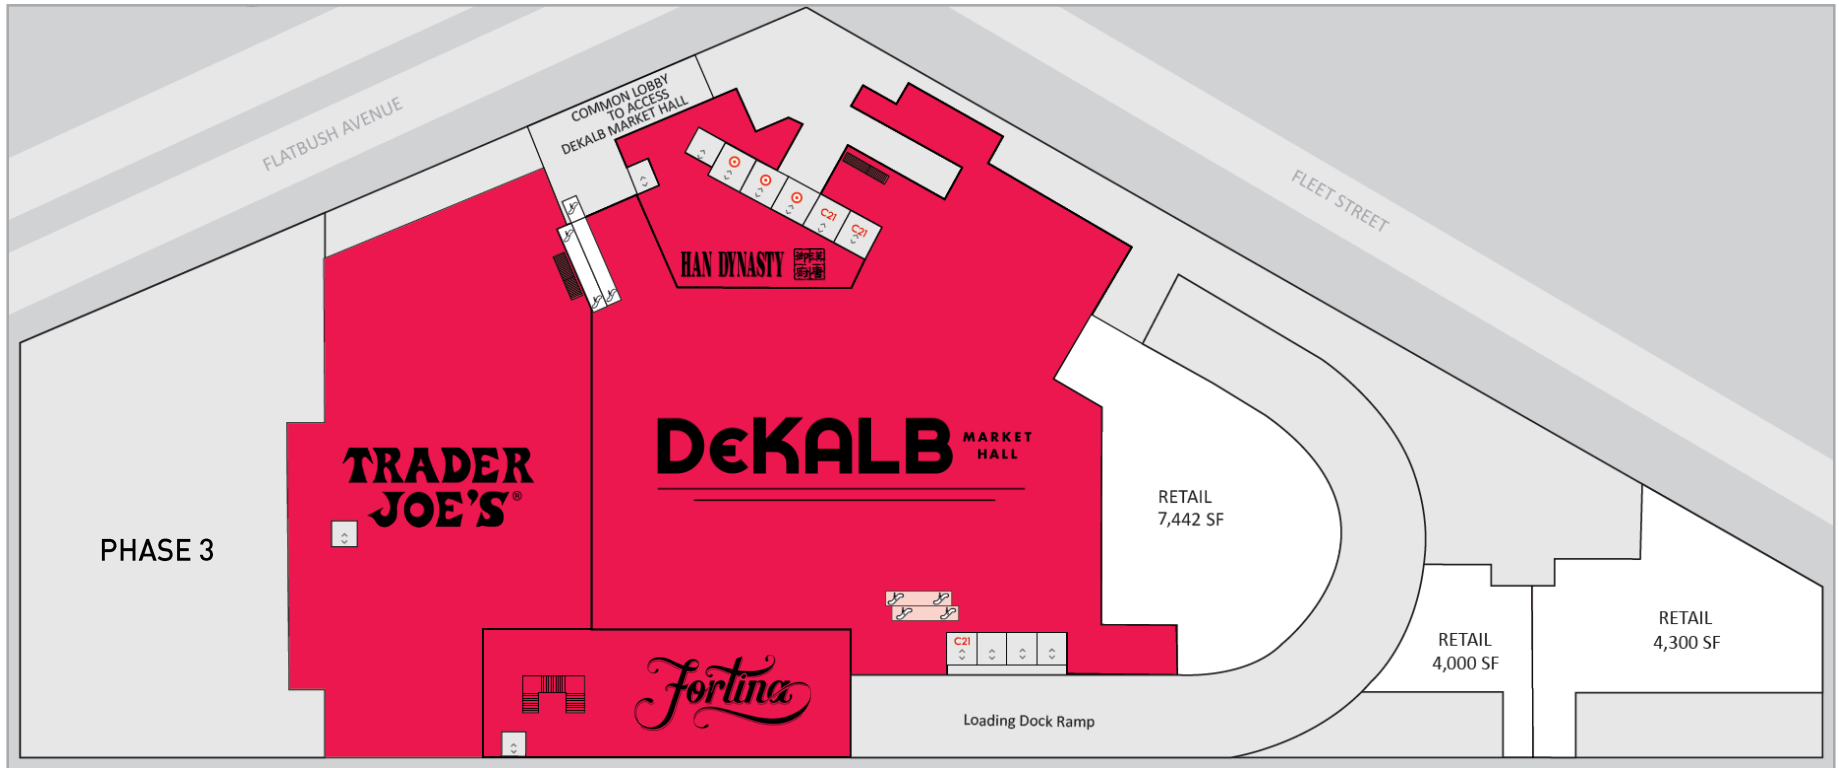 FLATBUSH AVENUE
COMMON LOBBY
TO ACCESS
DEKALB MARKET HALL
FLEET STREET
C21
C21
HAN DYNASTY
DEKALB
MARKET
HALL
TRADER
JOE'S®
PHASE 3
RETAIL
7,442 SF
RETAIL
4,000 SF
RETAIL
4,300 SF
C21
Fortina
Loading Dock Ramp